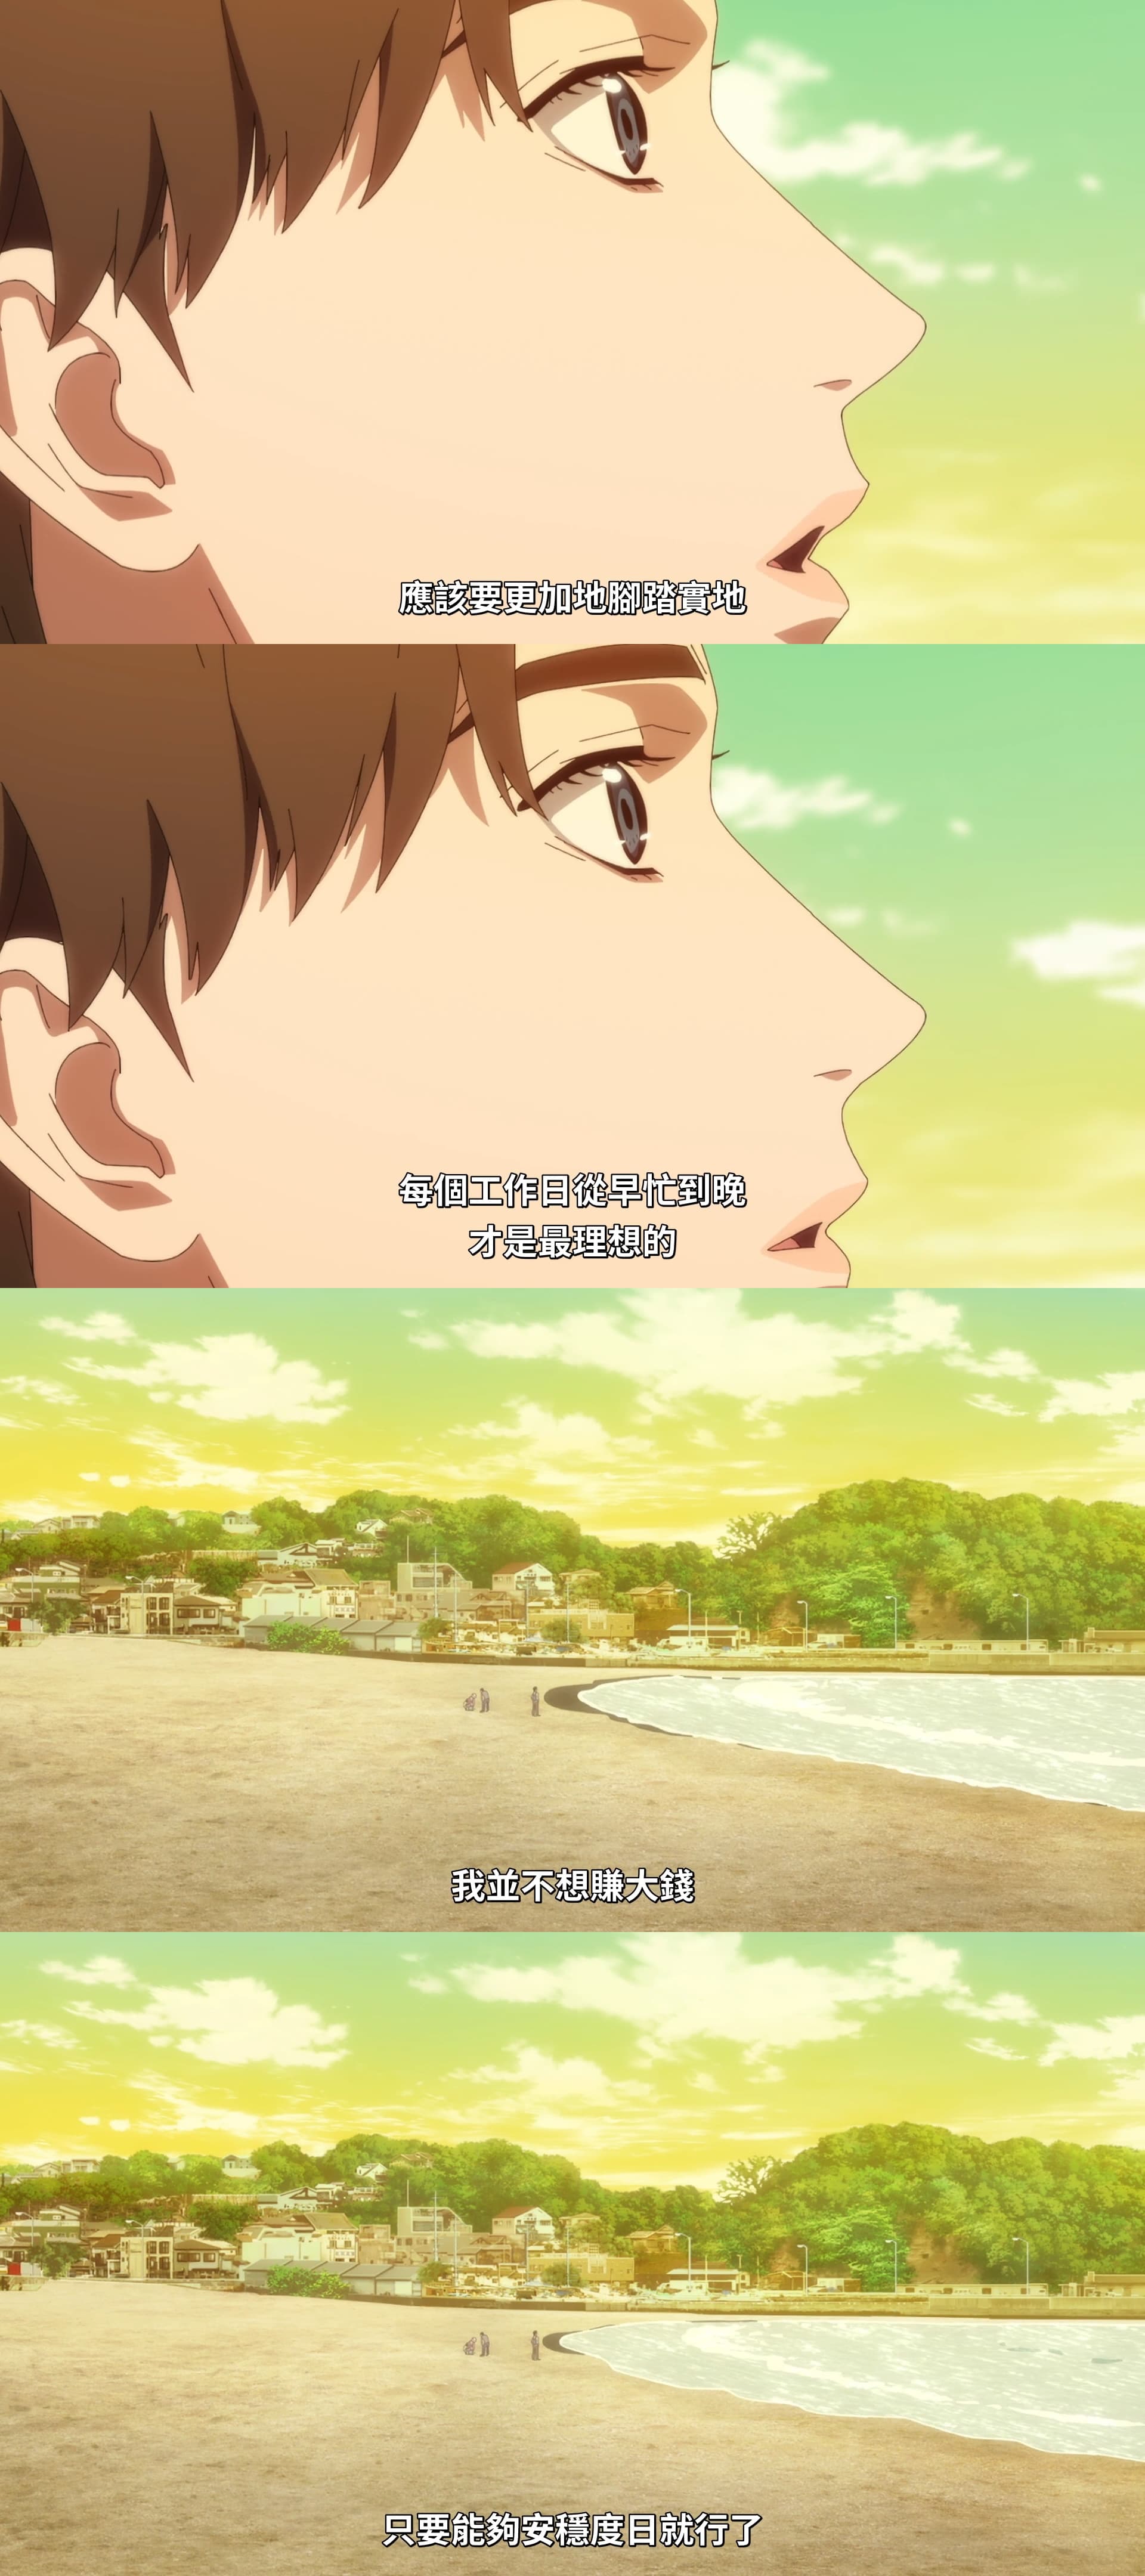 應該要更加地腳踏實地
每個工作日從早忙到晚
才是最理想的
我並不想賺大錢
只要能夠安穩度日就行了